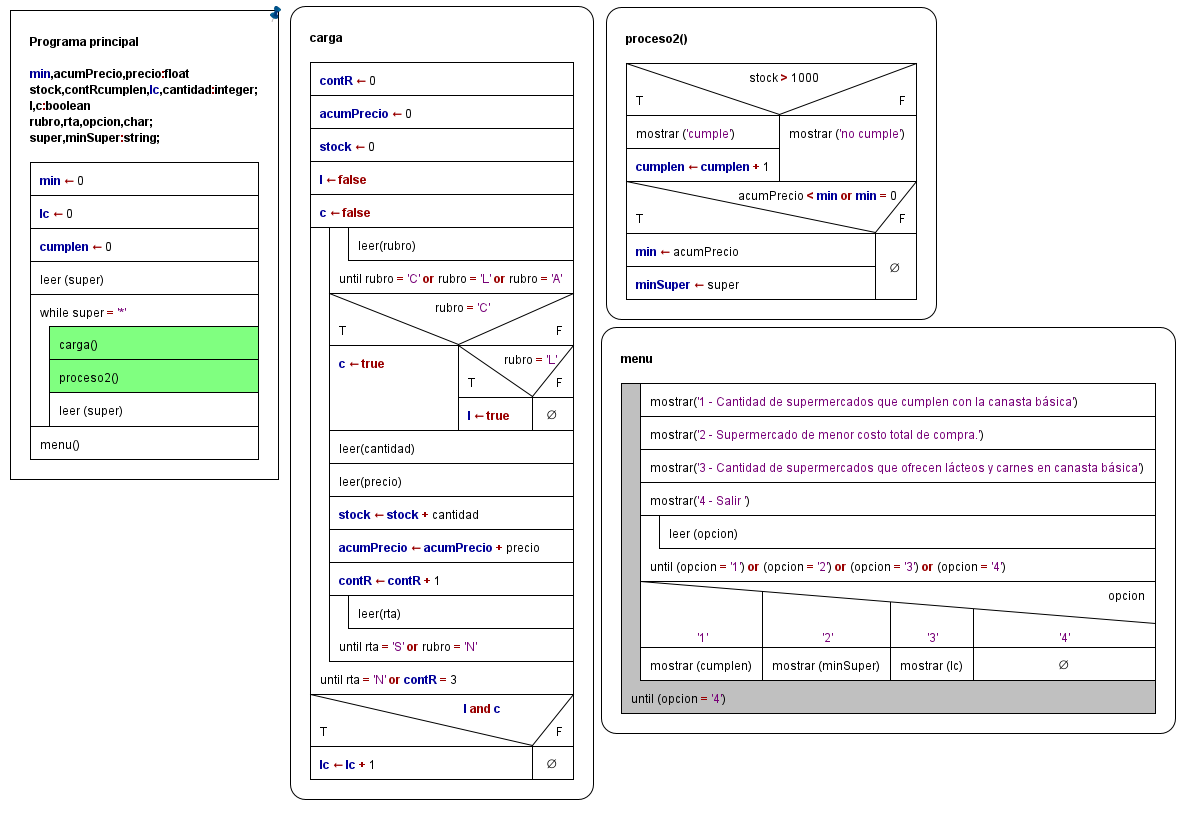 Programa principal
min,acumPrecio,precio:float
stock,contRcumplen,lc,cantidad:integer;
l,c:boolean
rubro,rta,opcion,char;
super,minSuper:string;
min ← 0
lc ← 0
cumplen ← 0
leer (super)
while super = '*'
carga()
proceso2()
leer (super)
menu()
carga
contR ← 0
acumPrecio ← 0
stock ← 0
l ← false
c ← false
leer(rubro)
until rubro = 'C' or rubro = 'L' or rubro = 'A'
rubro = 'C'
T F
c ← true
rubro = 'L'
T F
l ← true ∅
leer(cantidad)
leer(precio)
stock ← stock + cantidad
acumPrecio ← acumPrecio + precio
contR ← contR + 1
leer(rta)
until rta = 'S' or rubro = 'N'
until rta = 'N' or contR = 3
l and c
T F
lc ← lc + 1 ∅
proceso2()
stock > 1000
T F
mostrar ('cumple') mostrar ('no cumple')
cumplen ← cumplen + 1
acumPrecio < min or min = 0
T F
min ← acumPrecio ∅
minSuper ← super
menu
mostrar('1 - Cantidad de supermercados que cumplen con la canasta básica')
mostrar('2 - Supermercado de menor costo total de compra.')
mostrar('3 - Cantidad de supermercados que ofrecen lácteos y carnes en canasta básica')
mostrar('4 - Salir ')
leer (opcion)
until (opcion = '1') or (opcion = '2') or (opcion = '3') or (opcion = '4')
opcion
'1' '2' '3' '4'
mostrar (cumplen) mostrar (minSuper) mostrar (lc) ∅
until (opcion = '4')